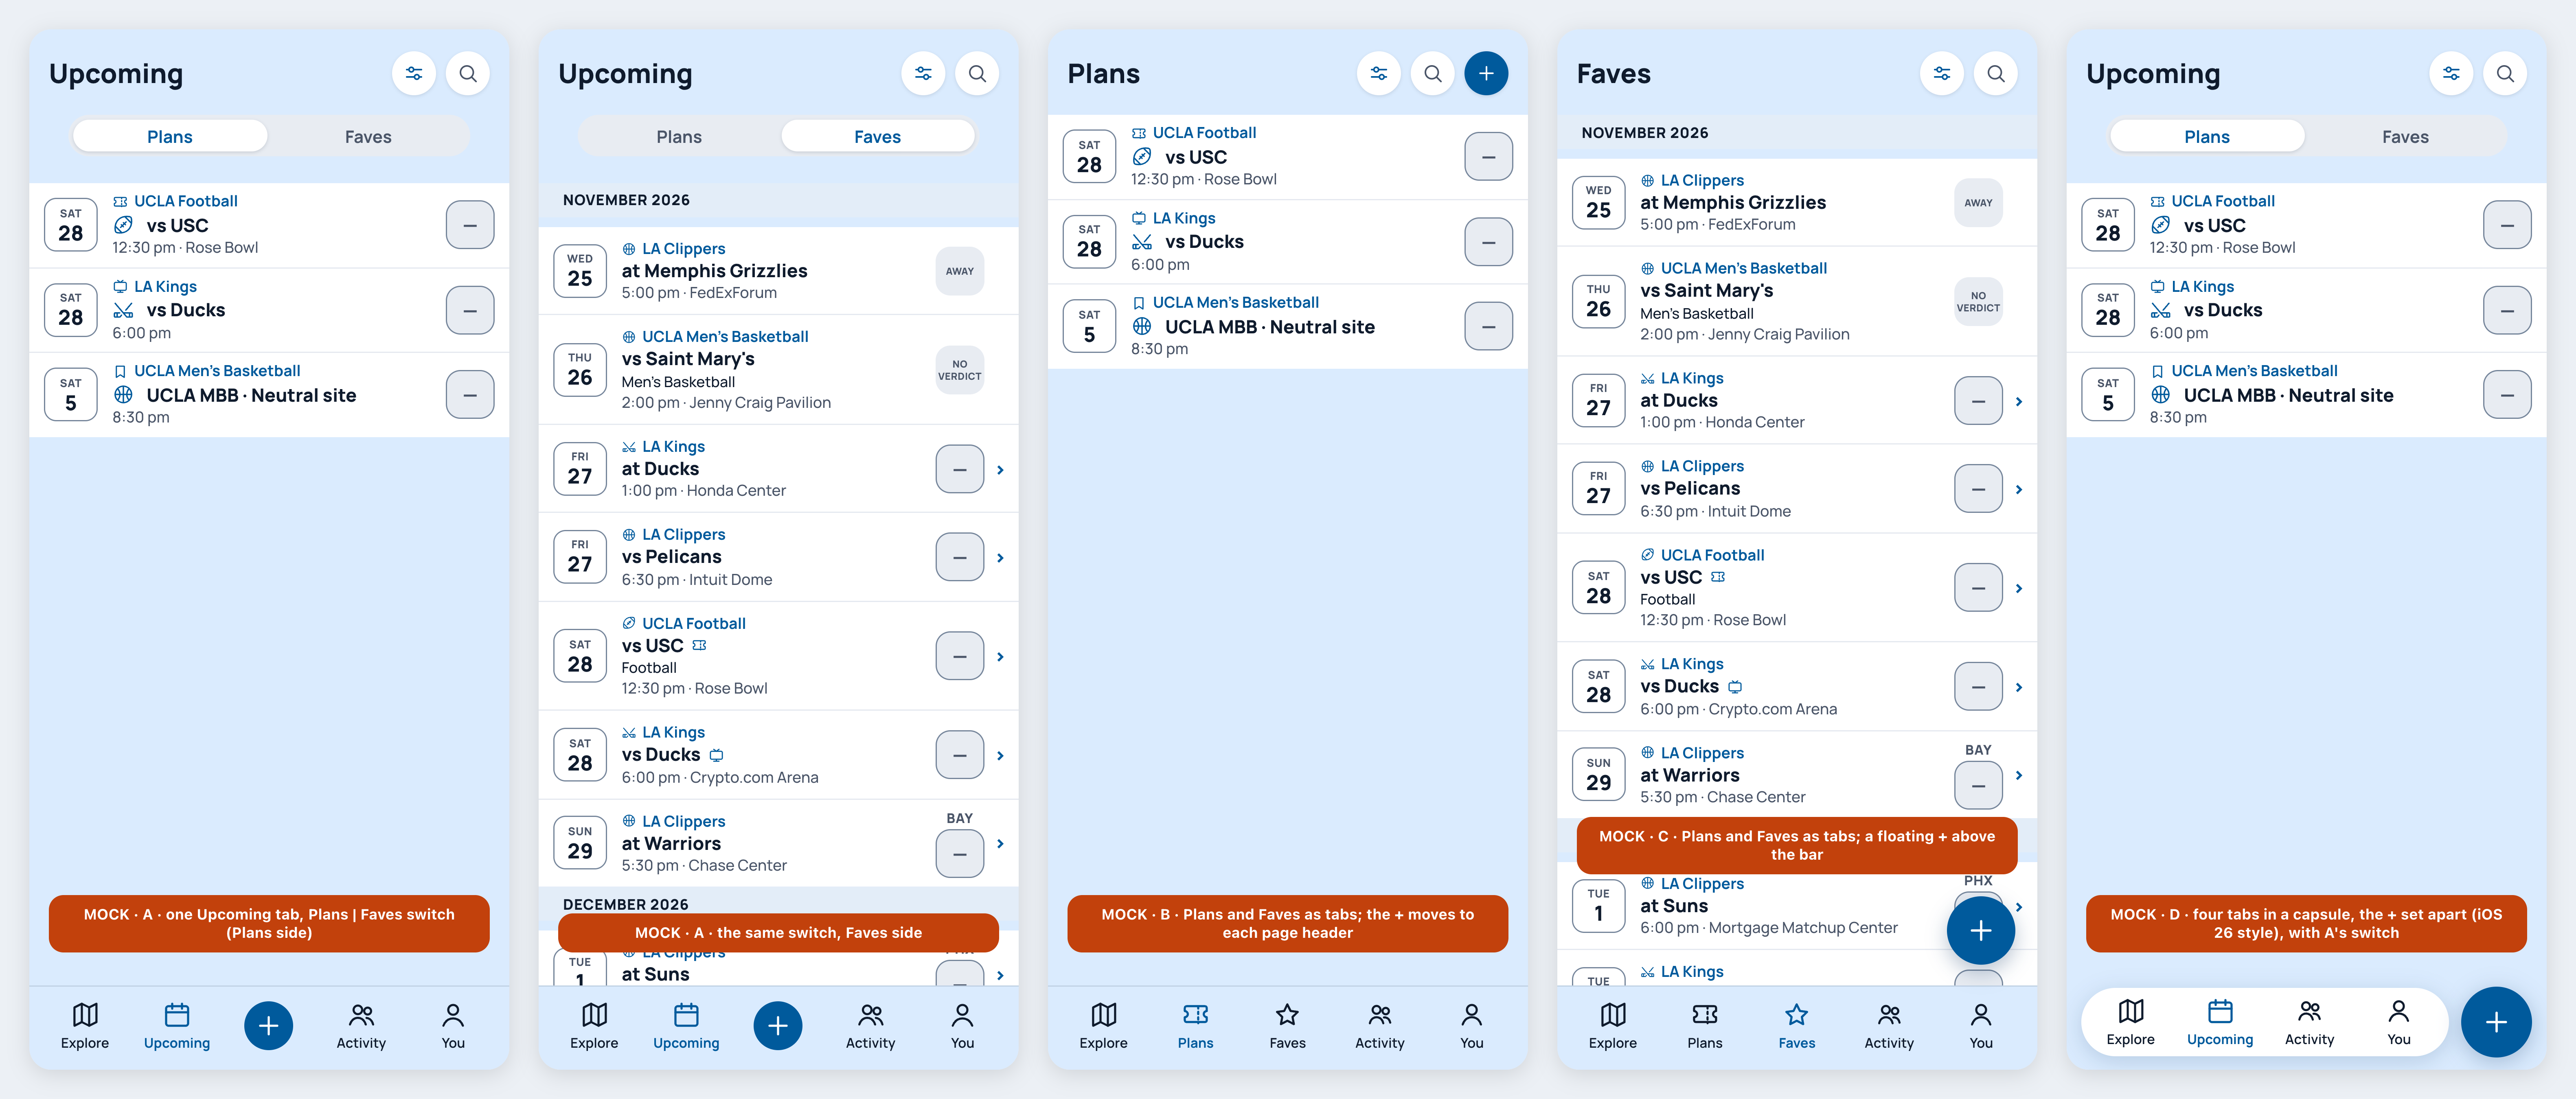 Upcoming
Plans
Faves
SAT
28
UCLA Football
vs USC
12:30 pm · Rose Bowl
SAT
28
LA Kings
vs Ducks
6:00 pm
SAT
5
UCLA Men's Basketball
UCLA MBB · Neutral site
8:30 pm
MOCK · A · one Upcoming tab, Plans | Faves switch
(Plans side)
Explore
Upcoming
Activity
You
Upcoming
Plans
Faves
NOVEMBER 2026
WED
25
LA Clippers
at Memphis Grizzlies
5:00 pm · FedExForum
AWAY
THU
26
UCLA Men's Basketball
vs Saint Mary's
Men's Basketball
2:00 pm · Jenny Craig Pavilion
NO
VERDICT
FRI
27
LA Kings
at Ducks
1:00 pm · Honda Center
FRI
27
LA Clippers
vs Pelicans
6:30 pm · Intuit Dome
SAT
28
UCLA Football
vs USC
Football
12:30 pm · Rose Bowl
SAT
28
LA Kings
vs Ducks
6:00 pm · Crypto.com Arena
SUN
29
LA Clippers
at Warriors
5:30 pm · Chase Center
BAY
DECEMBER 2026
MOCK · A · the same switch, Faves side
TUE
1
LA Clippers
at Suns
Explore
Upcoming
Activity
You
Plans
SAT
28
UCLA Football
vs USC
12:30 pm · Rose Bowl
SAT
28
LA Kings
vs Ducks
6:00 pm
SAT
5
UCLA Men's Basketball
UCLA MBB · Neutral site
8:30 pm
MOCK · B · Plans and Faves as tabs; the + moves to
each page header
Explore
Plans
Faves
Activity
You
Faves
NOVEMBER 2026
WED
25
LA Clippers
at Memphis Grizzlies
5:00 pm · FedExForum
AWAY
THU
26
UCLA Men's Basketball
vs Saint Mary's
Men's Basketball
2:00 pm · Jenny Craig Pavilion
NO
VERDICT
FRI
27
LA Kings
at Ducks
1:00 pm · Honda Center
FRI
27
LA Clippers
vs Pelicans
6:30 pm · Intuit Dome
SAT
28
UCLA Football
vs USC
Football
12:30 pm · Rose Bowl
SAT
28
LA Kings
vs Ducks
6:00 pm · Crypto.com Arena
SUN
29
LA Clippers
at Warriors
5:30 pm · Chase Center
BAY
MOCK · C · Plans and Faves as tabs; a floating + above
the bar
TUE
1
LA Clippers
at Suns
6:00 pm · Mortgage Matchup Center
PHX
TUE
LA Kings
Explore
Plans
Faves
Activity
You
Upcoming
Plans
Faves
SAT
28
UCLA Football
vs USC
12:30 pm · Rose Bowl
SAT
28
LA Kings
vs Ducks
6:00 pm
SAT
5
UCLA Men's Basketball
UCLA MBB · Neutral site
8:30 pm
MOCK · D · four tabs in a capsule, the + set apart (iOS
26 style), with A's switch
Explore
Upcoming
Activity
You